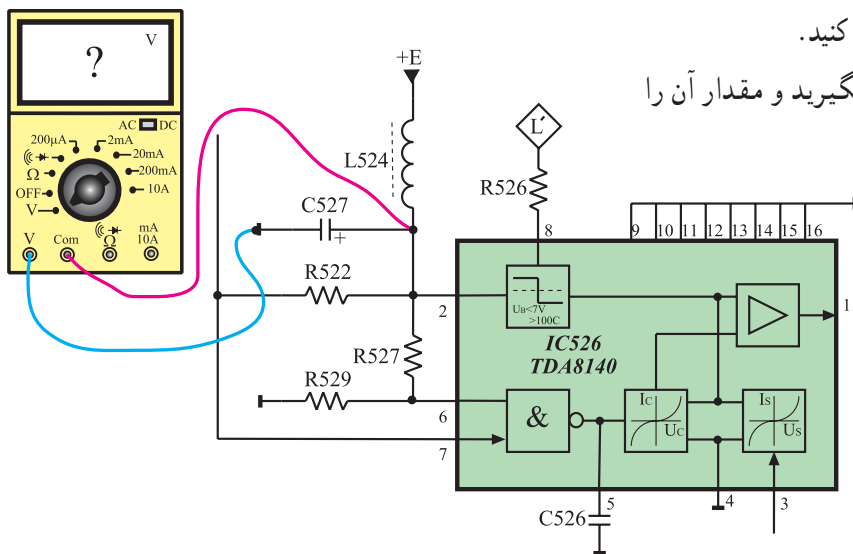 کنید.
گیرید و مقدار آن را
V
?
AC DC
200µA
2mA
20mA
200mA
10A
Ω
OFF
V
V
Com
Ω
mA
10A
+E
L524
C527
+
R522
R527
R529
L′
R526
8
9 10 11 12 13 14 15 16
2
UB<7V
>100C
1
IC526
TDA8140
6
7
&
IC
UC
IS
US
5
4
3
C526